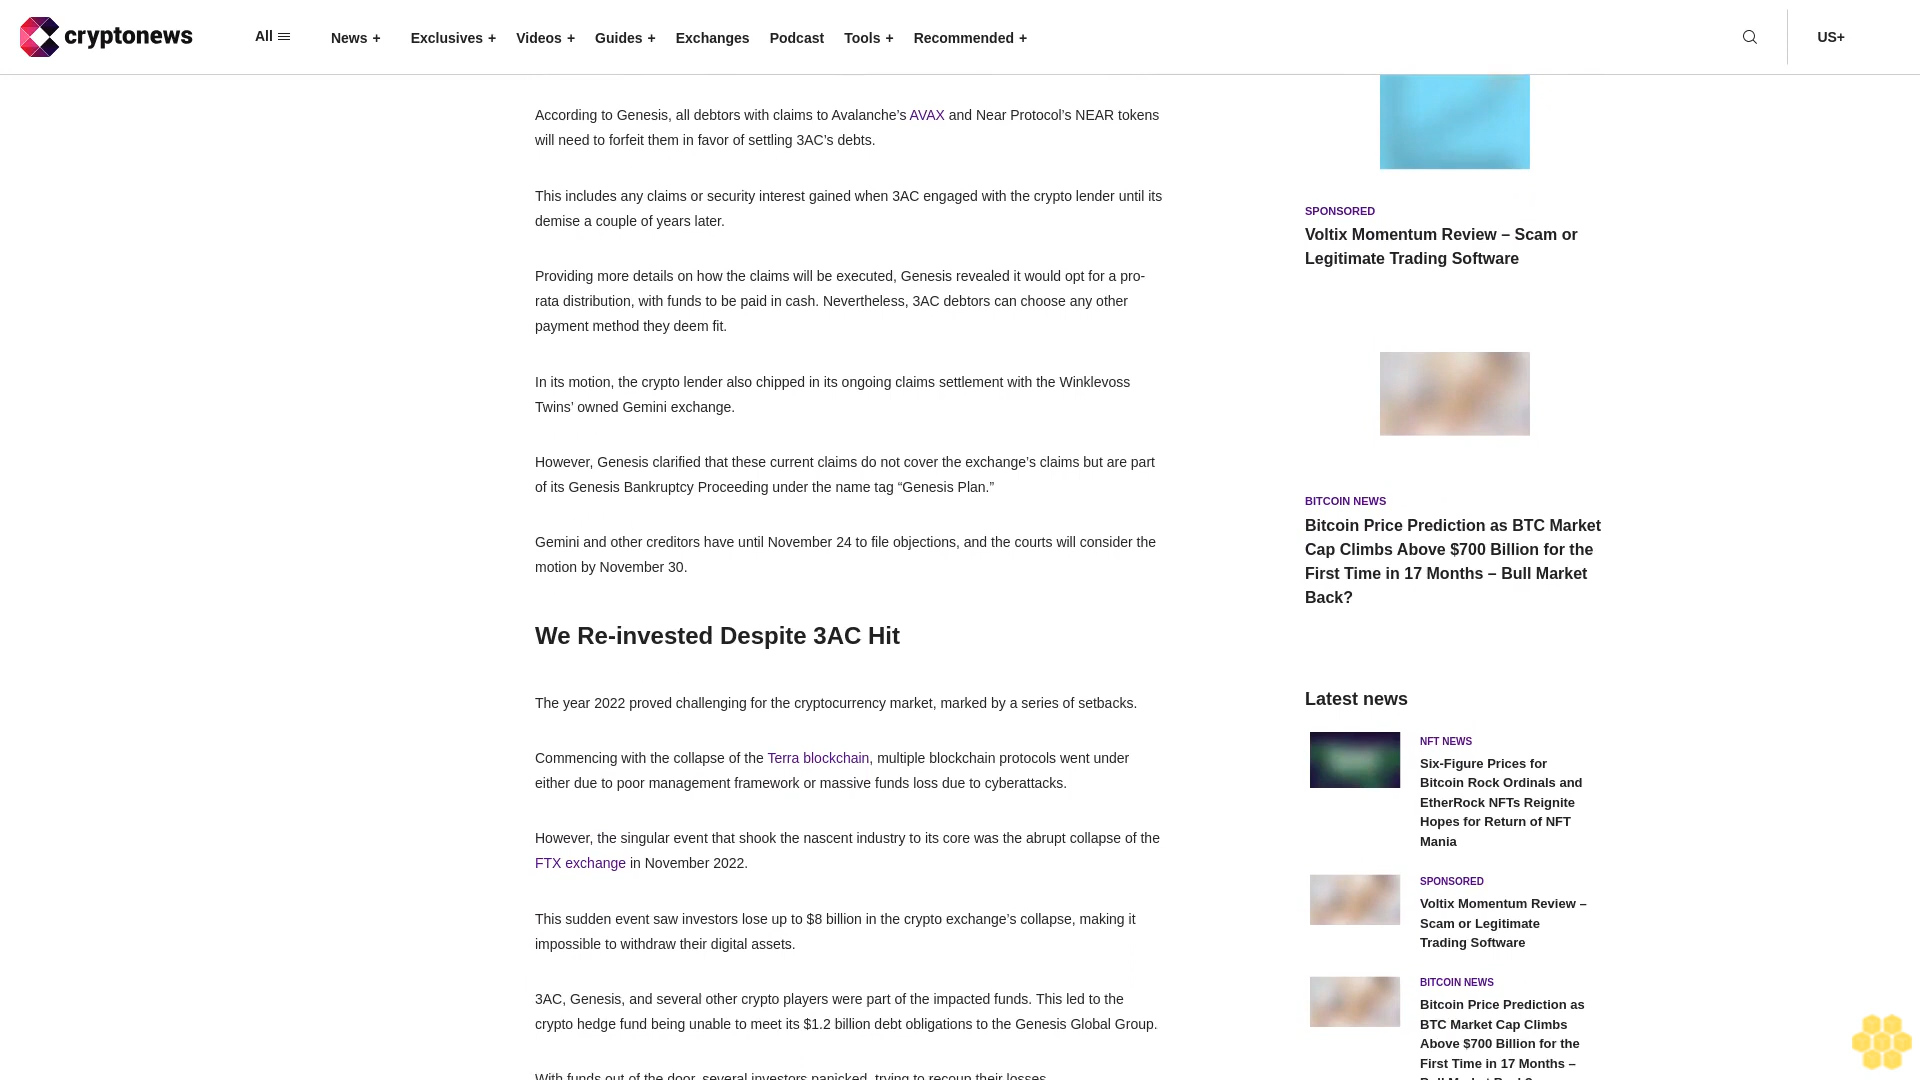 cryptonews
All
News +
Exclusives +
Videos +
Guides +
Exchanges
Podcast
Tools +
Recommended +
US+
According to Genesis, all debtors with claims to Avalanche’s AVAX and Near Protocol’s NEAR tokens
will need to forfeit them in favor of settling 3AC’s debts.
This includes any claims or security interest gained when 3AC engaged with the crypto lender until its
demise a couple of years later.
Providing more details on how the claims will be executed, Genesis revealed it would opt for a pro-
rata distribution, with funds to be paid in cash. Nevertheless, 3AC debtors can choose any other
payment method they deem fit.
In its motion, the crypto lender also chipped in its ongoing claims settlement with the Winklevoss
Twins’ owned Gemini exchange.
However, Genesis clarified that these current claims do not cover the exchange’s claims but are part
of its Genesis Bankruptcy Proceeding under the name tag “Genesis Plan.”
Gemini and other creditors have until November 24 to file objections, and the courts will consider the
motion by November 30.
We Re-invested Despite 3AC Hit
The year 2022 proved challenging for the cryptocurrency market, marked by a series of setbacks.
Commencing with the collapse of the Terra blockchain, multiple blockchain protocols went under
either due to poor management framework or massive funds loss due to cyberattacks.
However, the singular event that shook the nascent industry to its core was the abrupt collapse of the
FTX exchange in November 2022.
This sudden event saw investors lose up to $8 billion in the crypto exchange’s collapse, making it
impossible to withdraw their digital assets.
3AC, Genesis, and several other crypto players were part of the impacted funds. This led to the
crypto hedge fund being unable to meet its $1.2 billion debt obligations to the Genesis Global Group.
With funds out of the door, several investors panicked, trying to recoup their losses.
SPONSORED
Voltix Momentum Review – Scam or
Legitimate Trading Software
BITCOIN NEWS
Bitcoin Price Prediction as BTC Market
Cap Climbs Above $700 Billion for the
First Time in 17 Months – Bull Market
Back?
Latest news
NFT NEWS
Six-Figure Prices for
Bitcoin Rock Ordinals and
EtherRock NFTs Reignite
Hopes for Return of NFT
Mania
SPONSORED
Voltix Momentum Review –
Scam or Legitimate
Trading Software
BITCOIN NEWS
Bitcoin Price Prediction as
BTC Market Cap Climbs
Above $700 Billion for the
First Time in 17 Months –
Bull Market Back?